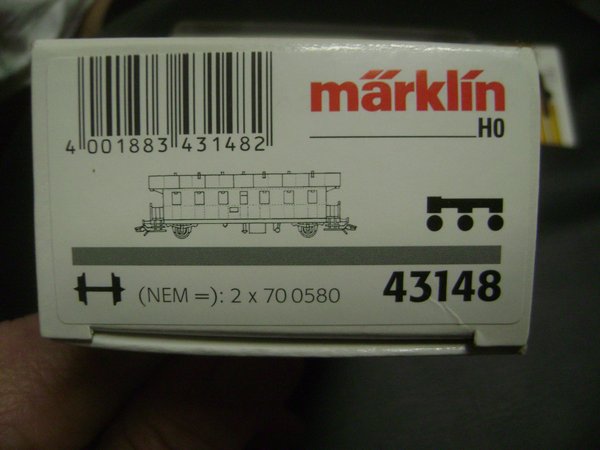 märklin
H0
4 001883 431482
(NEM =): 2 x 70 0580
43148